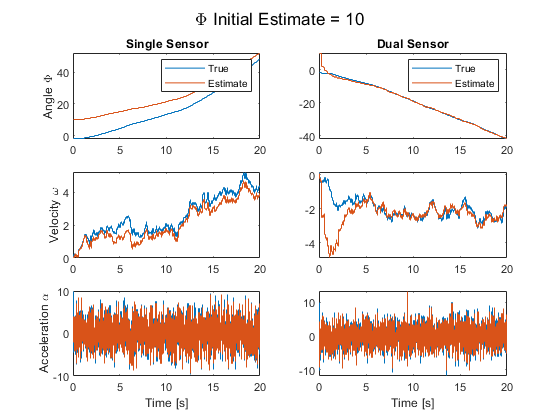 Φ Initial Estimate = 10
Single Sensor
Dual Sensor
Angle Φ
40
20
0
True
Estimate
0 5 10 15 20
0
-20
-40
True
Estimate
0 5 10 15 20
Velocity ω
4
2
0
0 5 10 15 20
0
-2
-4
0 5 10 15 20
Acceleration α
10
0
-10
0 5 10 15 20
Time [s]
10
0
-10
0 5 10 15 20
Time [s]